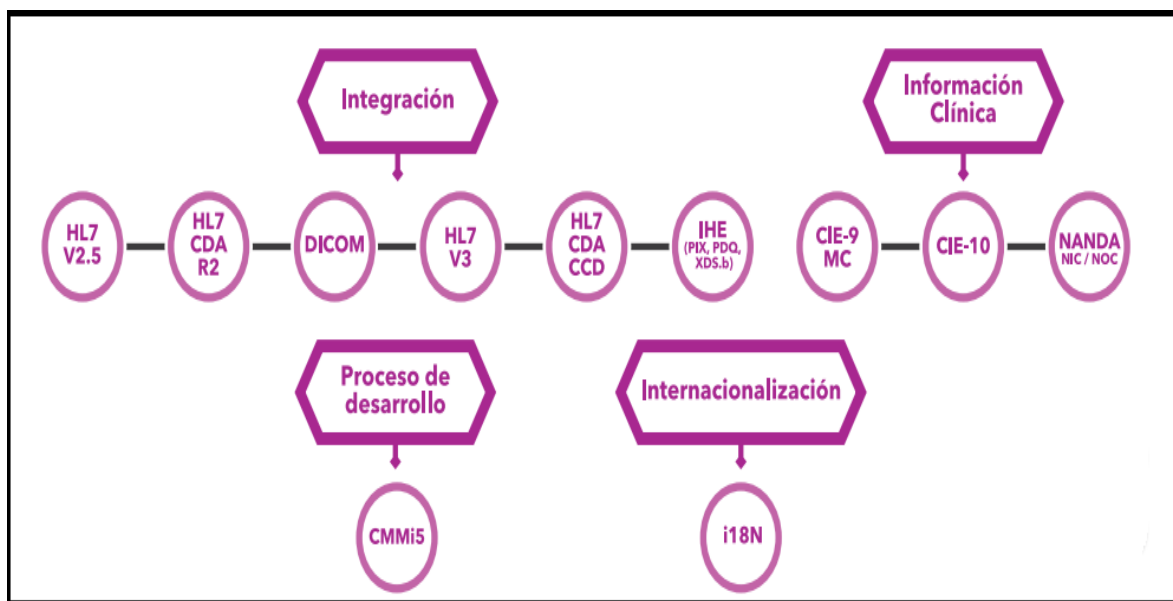 Integración
HL7
V2.5
HL7
CDA
R2
DICOM
HL7
V3
HL7
CDA
CCD
IHE
(PIX, PDQ,
XDS.b)
Información
Clínica
CIE-9
MC
CIE-10
NANDA
NIC / NOC
Proceso de
desarrollo
CMMi5
Internacionalización
i18N